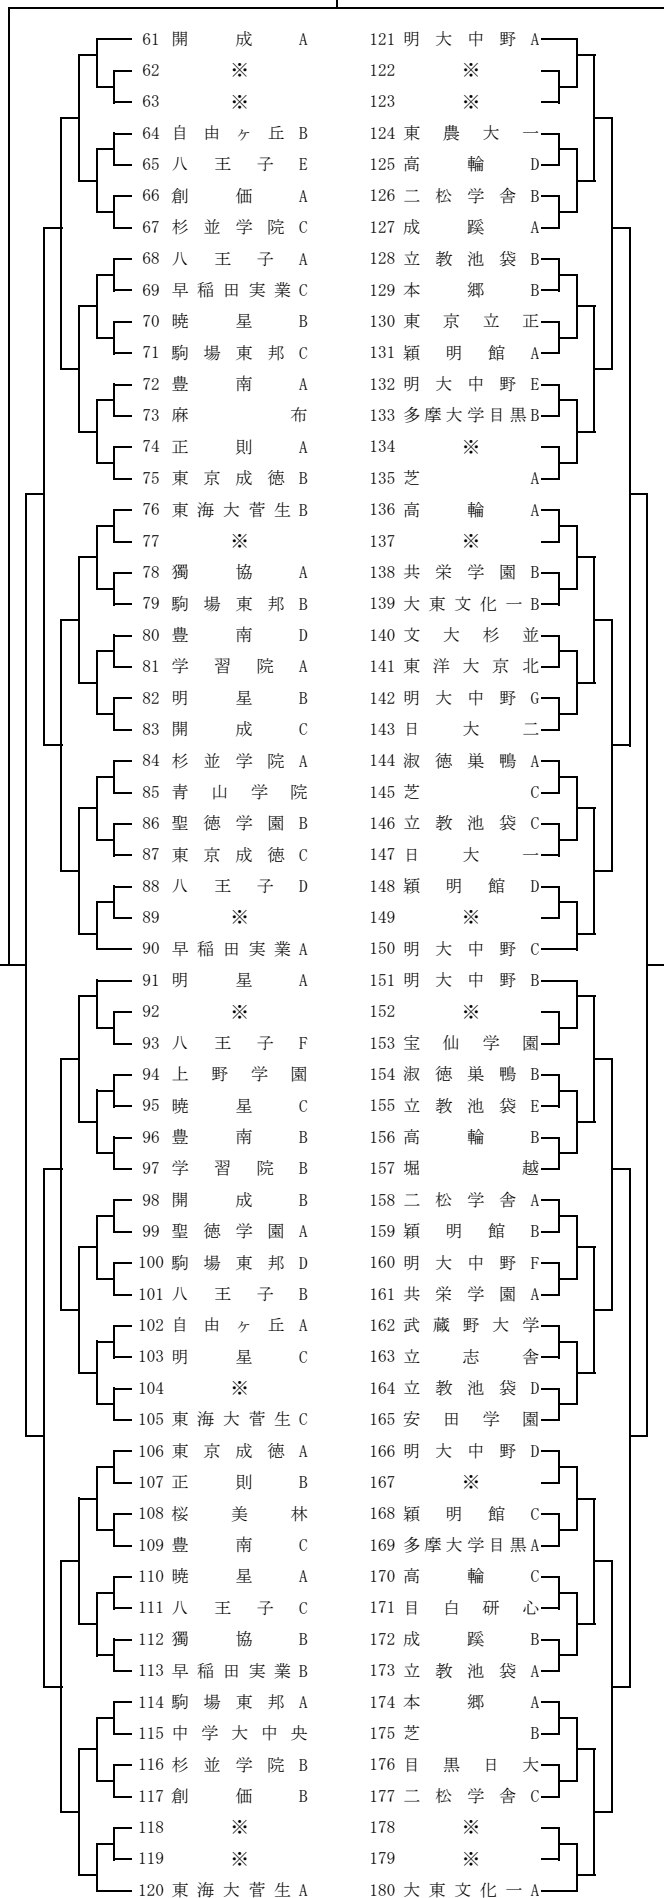 61 開成 A
62 ※
63 ※
64 自由ヶ丘 B
65 八王子 E
66 創価 A
67 杉並学院 C
68 八王子 A
69 早稲田実業 C
70 暁星 B
71 駒場東邦 C
72 豊南 A
73 麻布
74 正則 A
75 東京成徳 B
76 東海大菅生 B
77 ※
78 獨協 A
79 駒場東邦 B
80 豊南 D
81 学習院 A
82 明星 B
83 開成 C
84 杉並学院 A
85 青山学院
86 聖徳学園 B
87 東京成徳 C
88 八王子 D
89 ※
90 早稲田実業 A
91 明星 A
92 ※
93 八王子 F
94 上野学園
95 暁星 C
96 豊南 B
97 学習院 B
98 開成 B
99 聖徳学園 A
100 駒場東邦 D
101 八王子 B
102 自由ヶ丘 A
103 明星 C
104 ※
105 東海大菅生 C
106 東京成徳 A
107 正則 B
108 桜美林
109 豊南 C
110 暁星 A
111 八王子 C
112 獨協 B
113 早稲田実業 B
114 駒場東邦 A
115 中学大中央
116 杉並学院 B
117 創価 B
118 ※
119 ※
120 東海大菅生 A
121 明大中野 A
122 ※
123 ※
124 東農大一
125 高輪 D
126 二松学舎 B
127 成蹊 A
128 立教池袋 B
129 本郷 B
130 東京立正
131 穎明館 A
132 明大中野 E
133 多摩大学目黒 B
134 ※
135 芝 A
136 高輪 A
137 ※
138 共栄学園 B
139 大東文化一 B
140 文大杉並
141 東洋大京北
142 明大中野 G
143 日大二
144 淑徳巣鴨 A
145 芝 C
146 立教池袋 C
147 日大一
148 穎明館 D
149 ※
150 明大中野 C
151 明大中野 B
152 ※
153 宝仙学園
154 淑徳巣鴨 B
155 立教池袋 E
156 高輪 B
157 堀越
158 二松学舎 A
159 穎明館 B
160 明大中野 F
161 共栄学園 A
162 武蔵野大学
163 立志舎
164 立教池袋 D
165 安田学園
166 明大中野 D
167 ※
168 穎明館 C
169 多摩大学目黒 A
170 高輪 C
171 目白研心
172 成蹊 B
173 立教池袋 A
174 本郷 A
175 芝 B
176 目黒日大
177 二松学舎 C
178 ※
179 ※
180 大東文化一 A